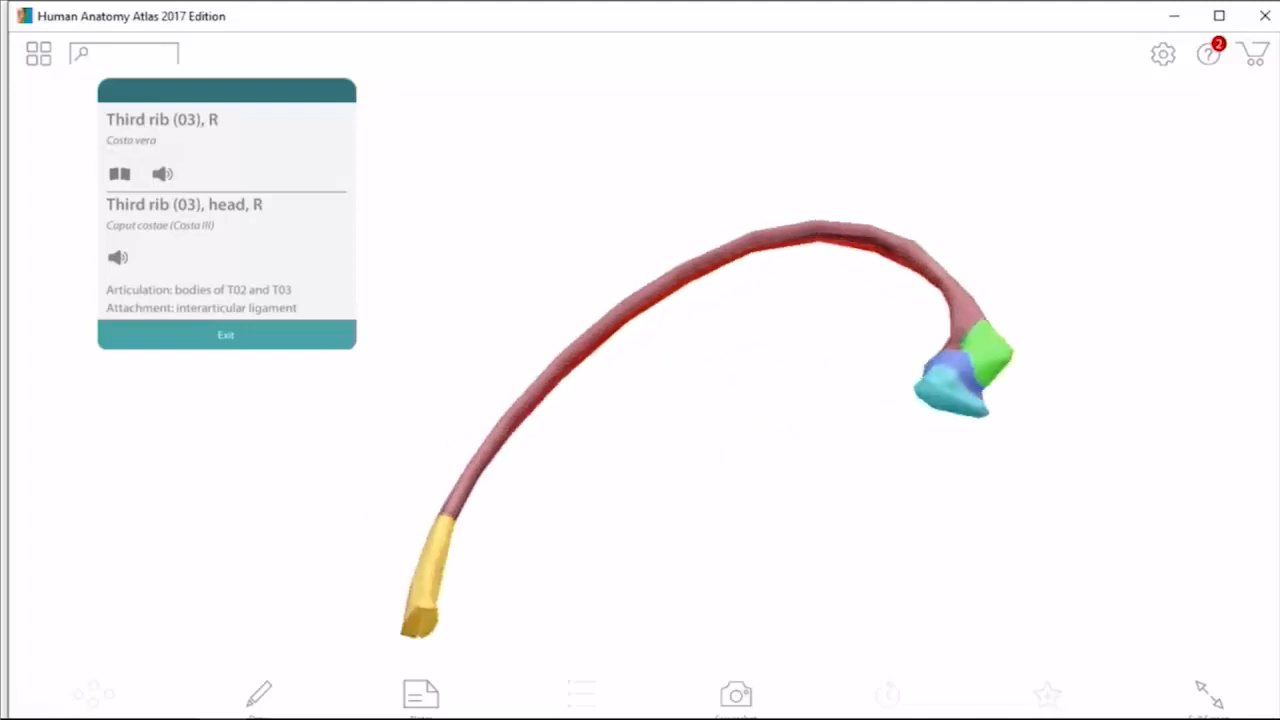 Human Anatomy Atlas 2017 Edition
2
Third rib (03), R
Costa vera
Third rib (03), head, R
Caput costae (Costa III)
Articulation: bodies of T02 and T03
Attachment: interarticular ligament
Exit